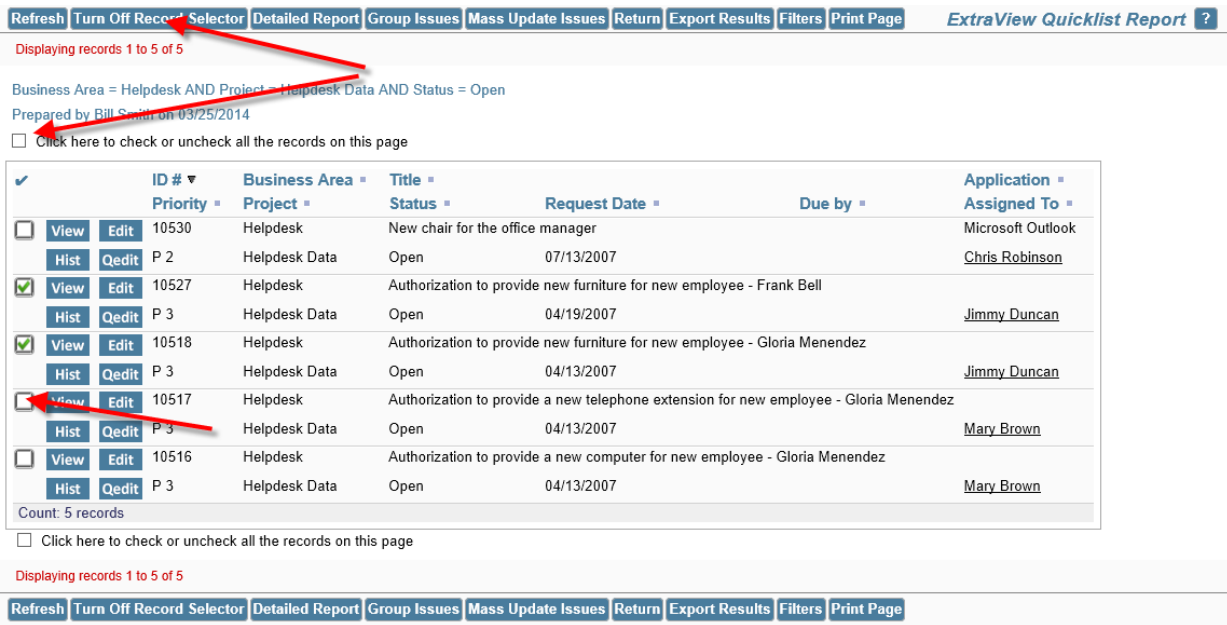 Refresh Turn Off Record Selector Detailed Report Group Issues Mass Update Issues Return Export Results Filters Print Page ExtraView Quicklist Report ?
Displaying records 1 to 5 of 5
Business Area = Helpdesk AND Project = Helpdesk Data AND Status = Open
Prepared by Bill Smith on 03/25/2014
Click here to check or uncheck all the records on this page
ID # Business Area Title Application
Priority Project Status Request Date Due by Assigned To
View Edit 10530 Helpdesk New chair for the office manager Microsoft Outlook
Hist Qedit P 2 Helpdesk Data Open 07/13/2007 Chris Robinson
View Edit 10527 Helpdesk Authorization to provide new furniture for new employee - Frank Bell
Hist Qedit P 3 Helpdesk Data Open 04/19/2007 Jimmy Duncan
View Edit 10518 Helpdesk Authorization to provide new furniture for new employee - Gloria Menendez
Hist Qedit P 3 Helpdesk Data Open 04/13/2007 Jimmy Duncan
View Edit 10517 Helpdesk Authorization to provide a new telephone extension for new employee - Gloria Menendez
Hist Qedit P 3 Helpdesk Data Open 04/13/2007 Mary Brown
View Edit 10516 Helpdesk Authorization to provide a new computer for new employee - Gloria Menendez
Hist Qedit P 3 Helpdesk Data Open 04/13/2007 Mary Brown
Count: 5 records
Click here to check or uncheck all the records on this page
Displaying records 1 to 5 of 5
Refresh Turn Off Record Selector Detailed Report Group Issues Mass Update Issues Return Export Results Filters Print Page